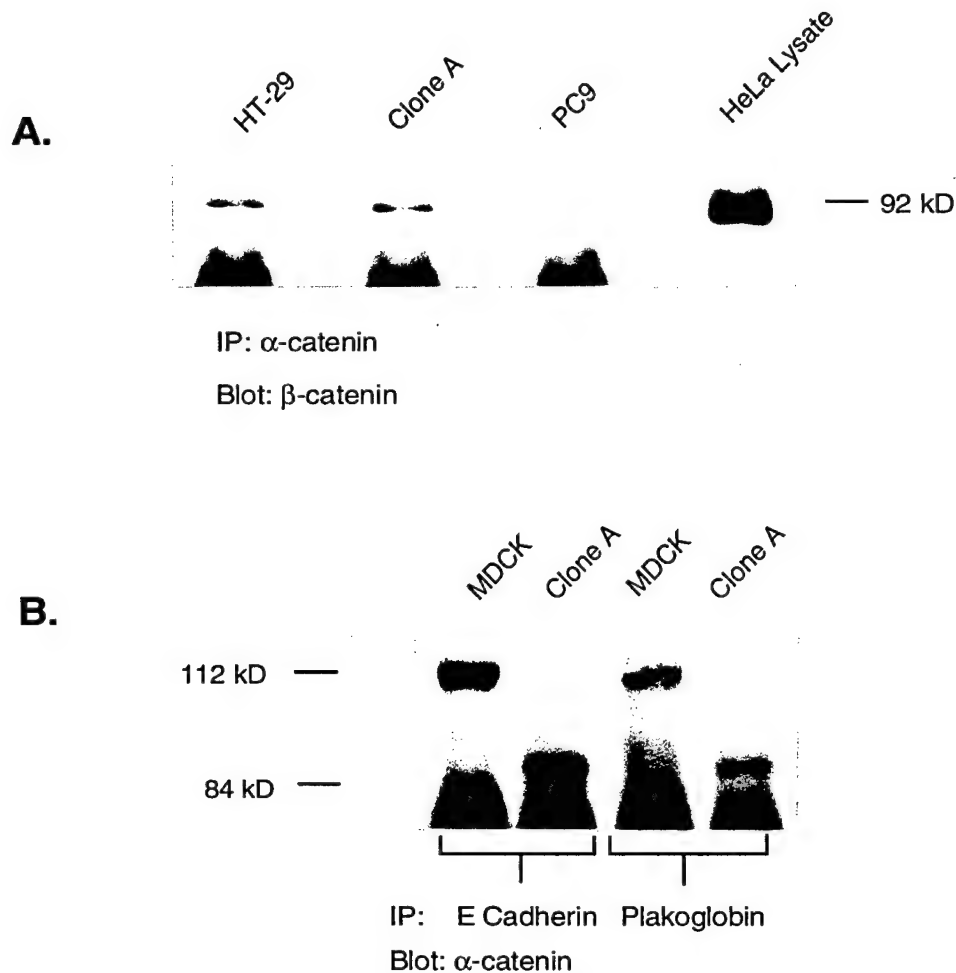 A.
HT-29 Clone A PC9 HeLa Lysate
92 kD
IP: α-catenin
Blot: β-catenin
B.
MDCK Clone A MDCK Clone A
112 kD
84 kD
IP: E Cadherin Plakoglobin
Blot: α-catenin